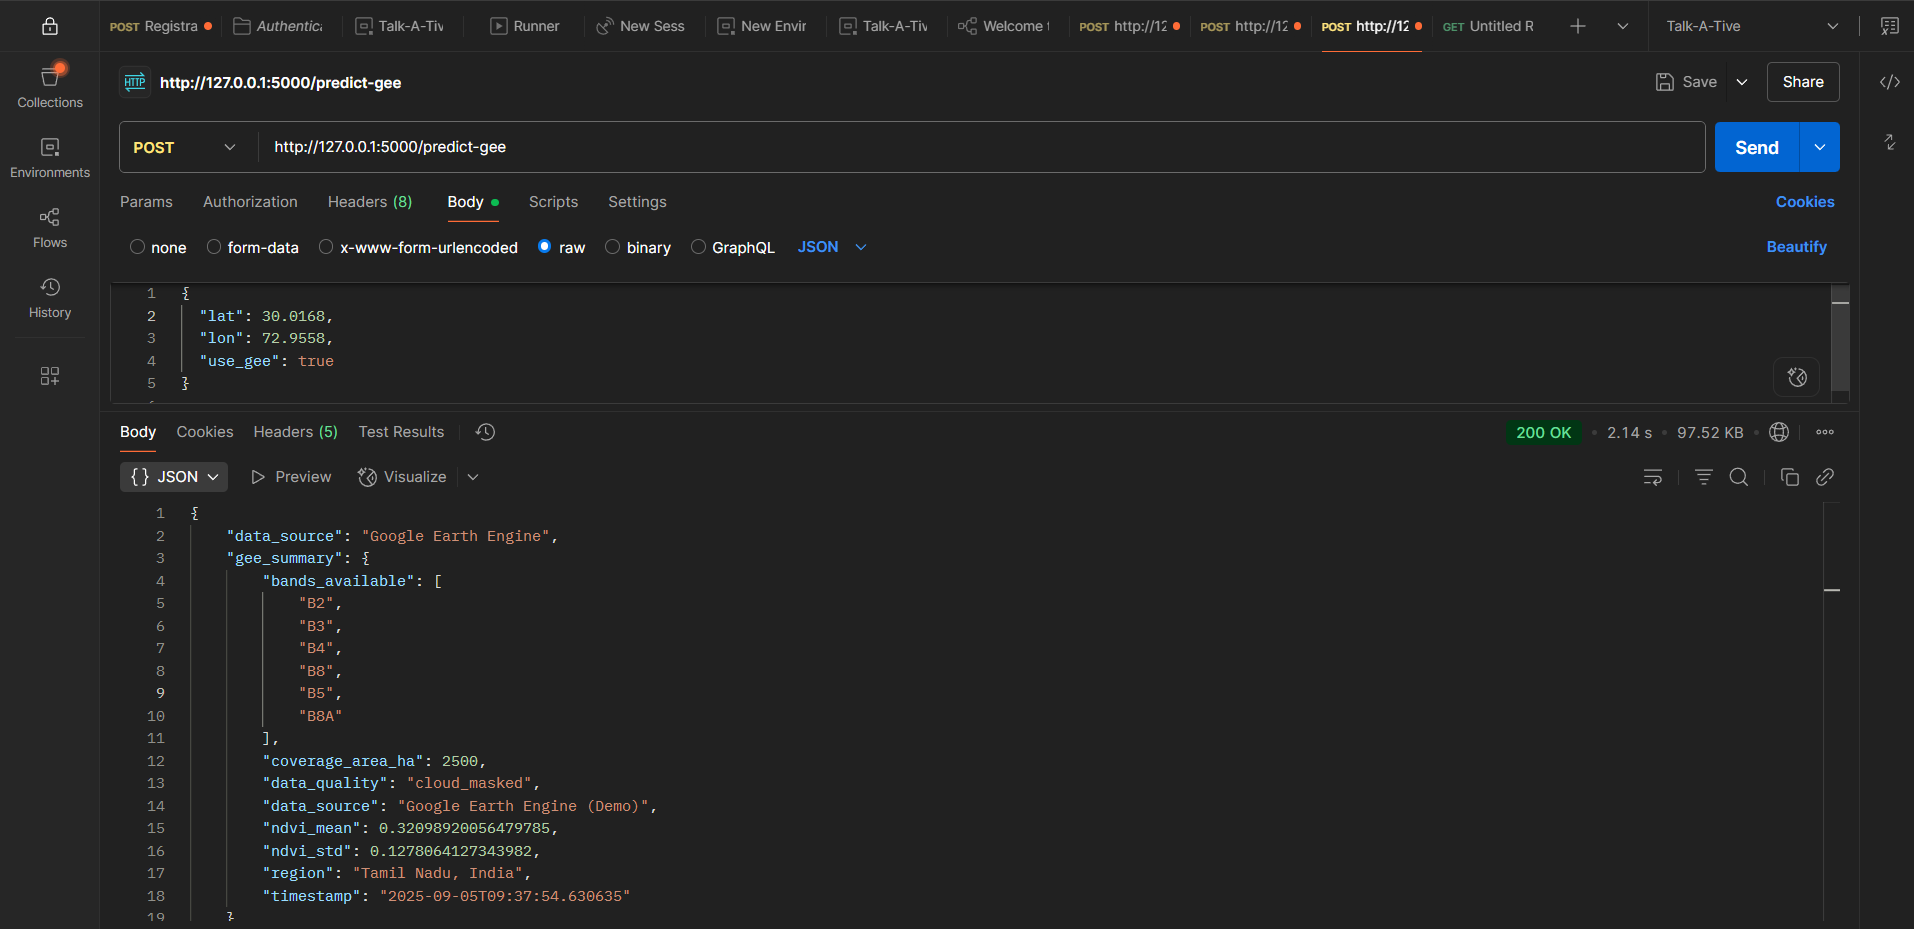 POST Registra
Authentica
Talk-A-Tiv
Runner
New Sess
New Envir
Talk-A-Tiv
Welcome
POST http://12
POST http://12
POST http://12
GET Untitled R
Talk-A-Tive
Collections
Environments
Flows
History
HTTP http://127.0.0.1:5000/predict-gee
Save
Share
POST http://127.0.0.1:5000/predict-gee
Send
Params Authorization Headers (8) Body Scripts Settings
Cookies
none form-data x-www-form-urlencoded raw binary GraphQL JSON
Beautify
1 {
2 "lat": 30.0168,
3 "lon": 72.9558,
4 "use_gee": true
5 }
Body Cookies Headers (5) Test Results
200 OK • 2.14 s • 97.52 KB •
{} JSON Preview Visualize
1 {
2 "data_source": "Google Earth Engine",
3 "gee_summary": {
4 "bands_available": [
5 "B2",
6 "B3",
7 "B4",
8 "B8",
9 "B5",
10 "B8A"
11 ],
12 "coverage_area_ha": 2500,
13 "data_quality": "cloud_masked",
14 "data_source": "Google Earth Engine (Demo)",
15 "ndvi_mean": 0.32098920056479785,
16 "ndvi_std": 0.1278064127343982,
17 "region": "Tamil Nadu, India",
18 "timestamp": "2025-09-05T09:37:54.630635"
19 }